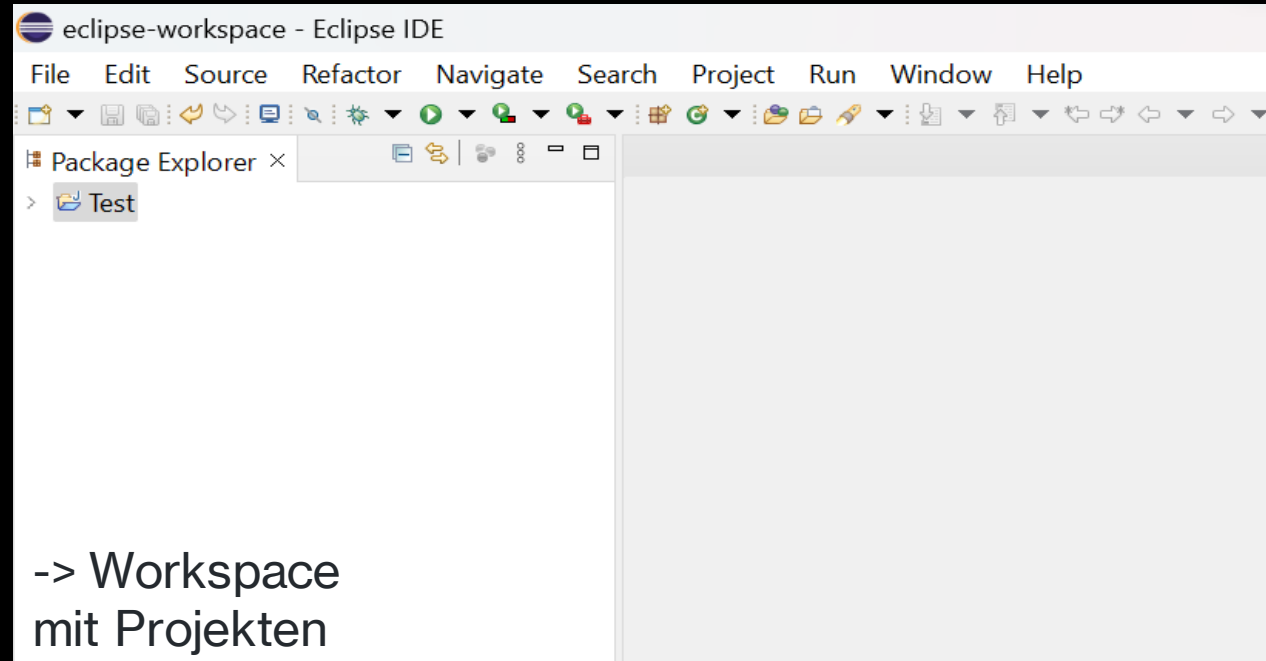 eclipse-workspace - Eclipse IDE
File Edit Source Refactor Navigate Search Project Run Window Help
Package Explorer
Test
-> Workspace
mit Projekten